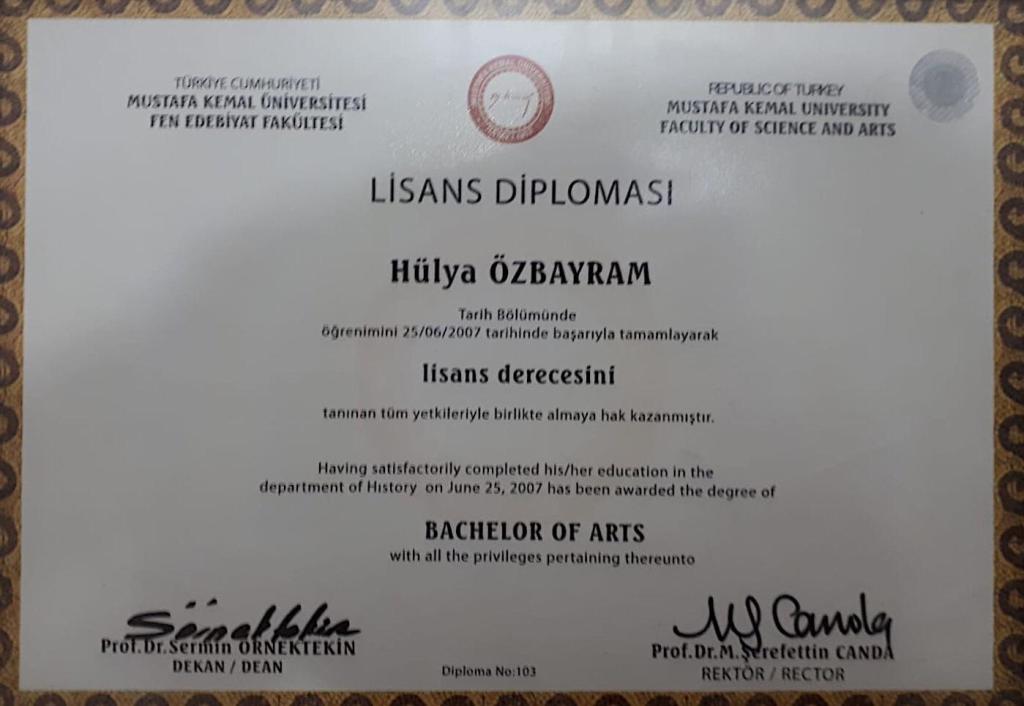 TÜRKİYE CUMHURİYETİ
MUSTAFA KEMAL ÜNİVERSİTESİ
FEN EDEBİYAT FAKÜLTESİ
REPUBLIC OF TURKEY
MUSTAFA KEMAL UNIVERSITY
FACULTY OF SCIENCE AND ARTS
LİSANS DİPLOMASI
Hülya ÖZBAYRAM
Tarih Bölümünde
öğrenimini 25/06/2007 tarihinde başarıyla tamamlayarak
lisans derecesini
tanınan tüm yetkileriyle birlikte almaya hak kazanmıştır.
Having satisfactorily completed his/her education in the
department of History on June 25, 2007 has been awarded the degree of
BACHELOR OF ARTS
with all the privileges pertaining thereunto
Prof.Dr.Sermin ÖRNEKTEKİN
DEKAN / DEAN
Diploma No:103
Prof.Dr.M.Şerefettin CANDA
REKTÖR / RECTOR